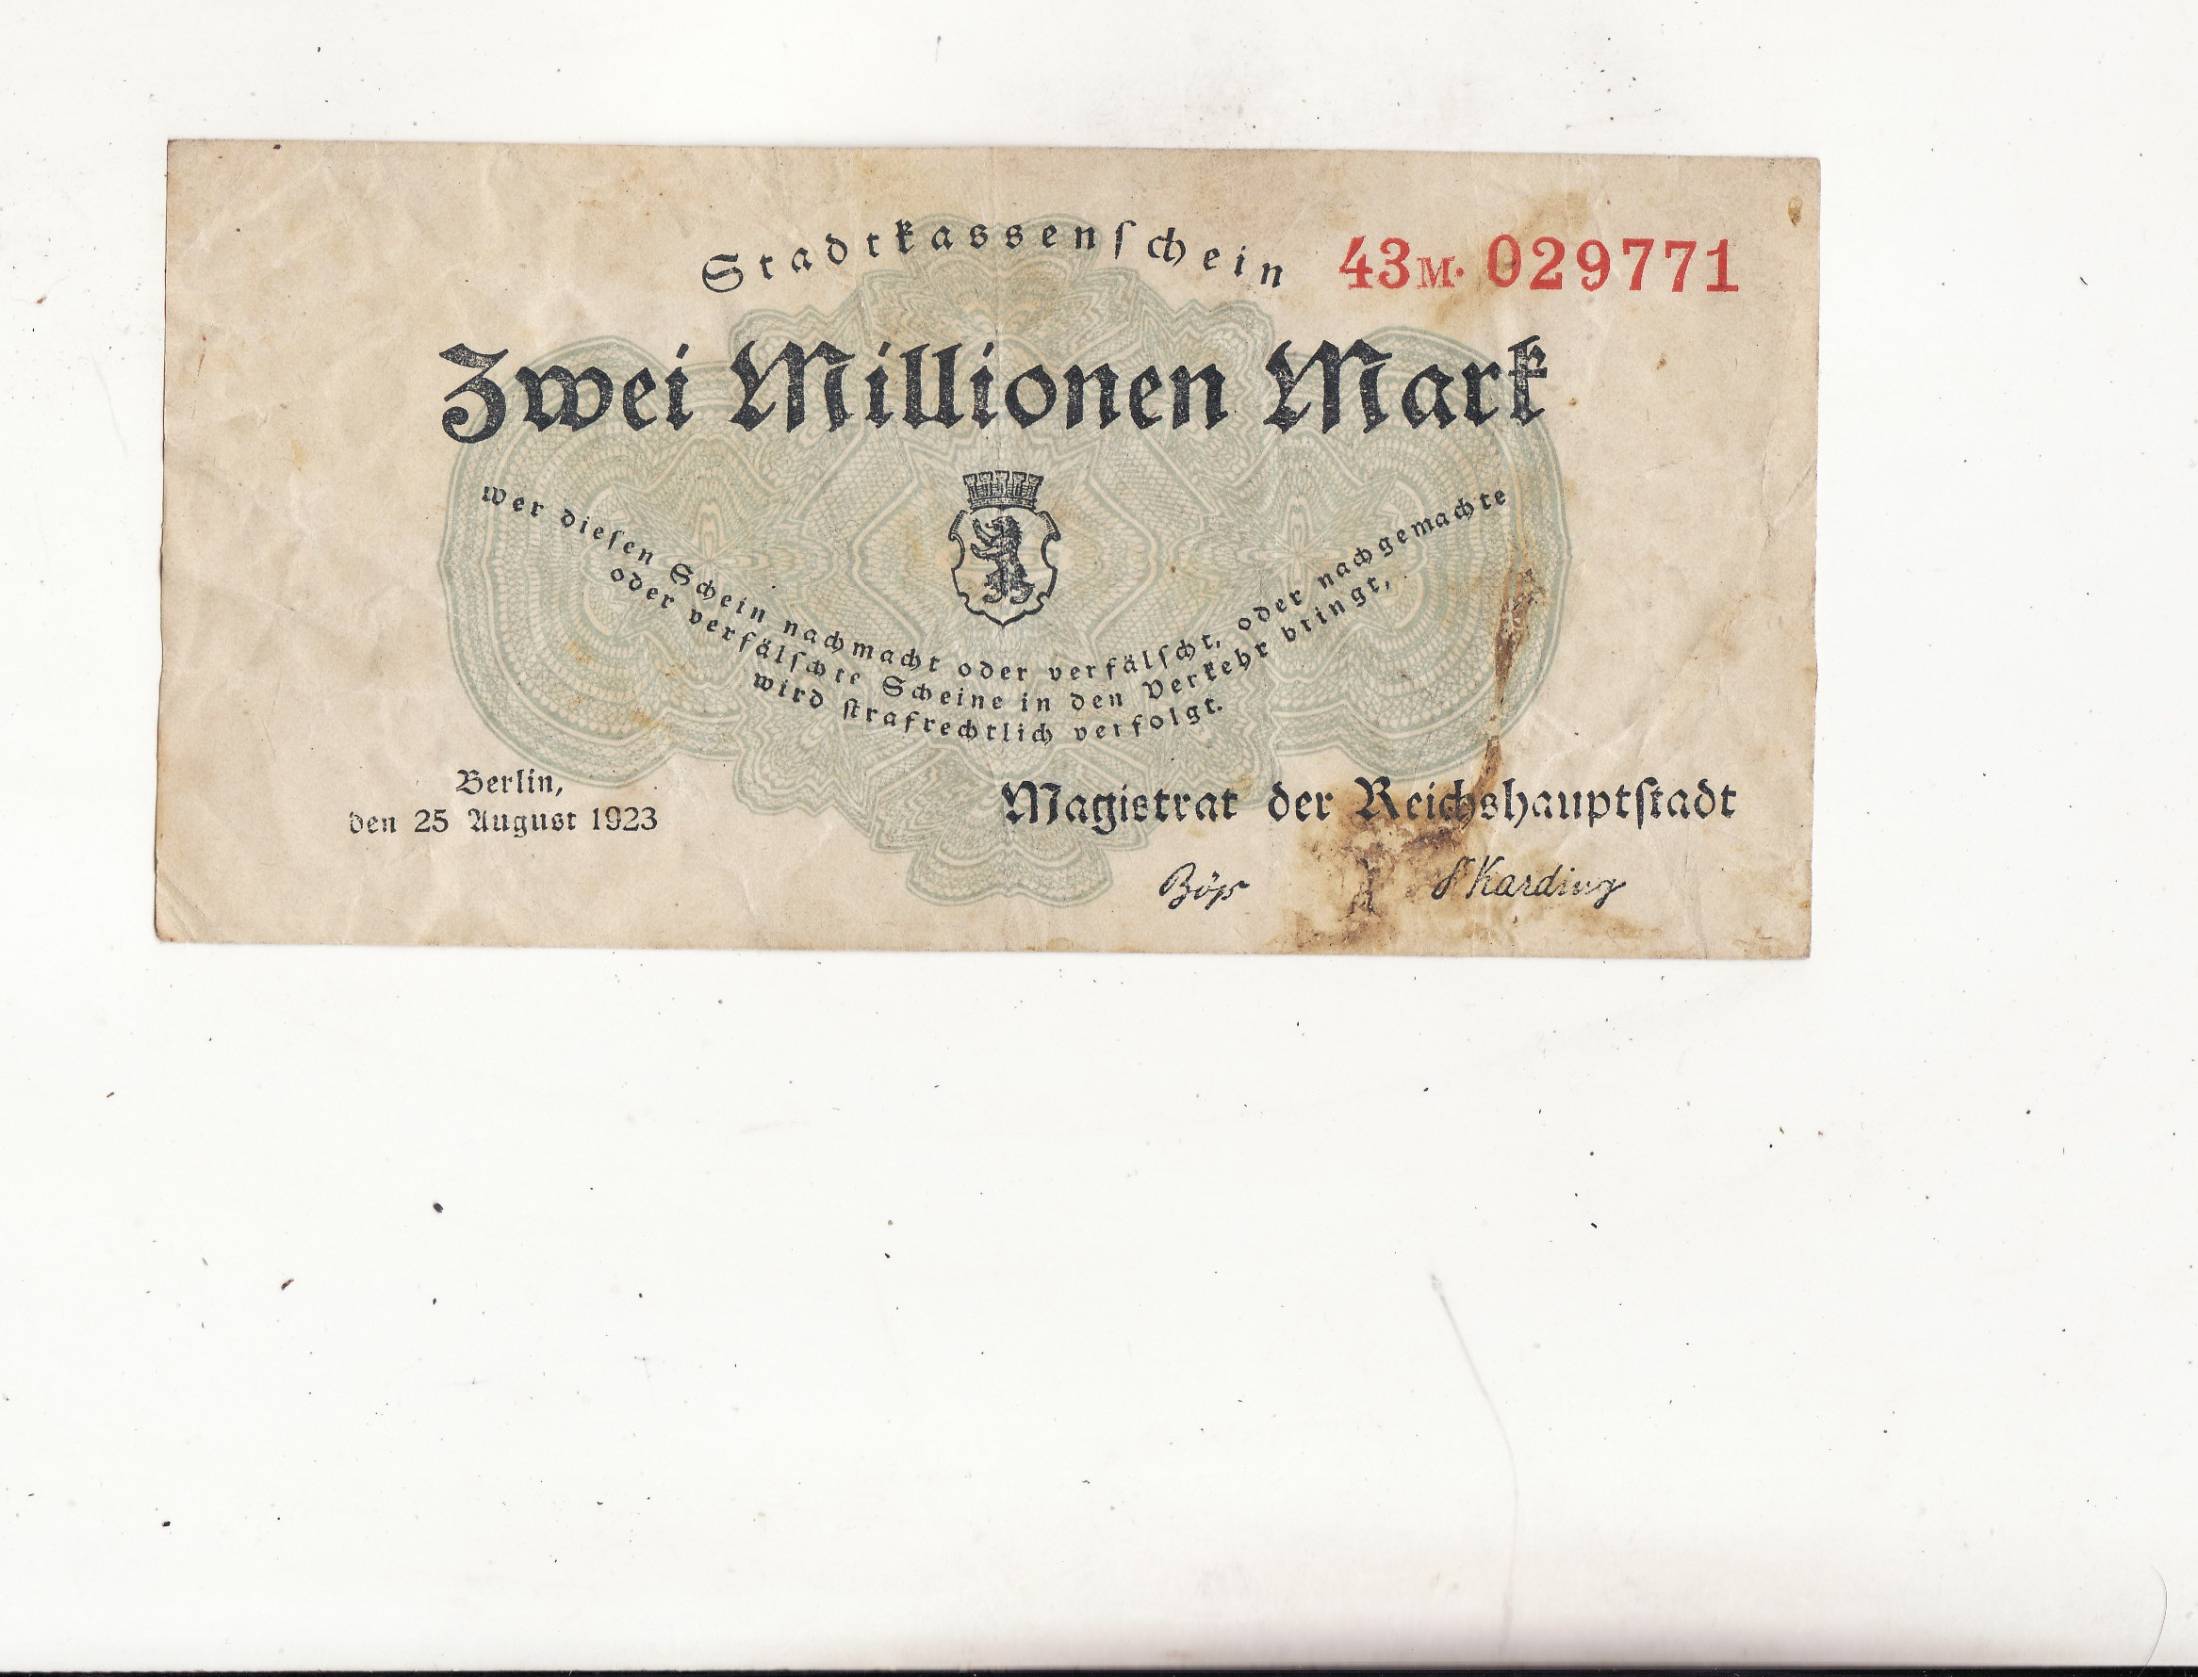 Stadtkassenschein
43M. 029771
Zwei Millionen Mark
wer diesen Schein nachmacht oder verfälscht, oder nachgemachte
oder verfälschte Scheine in den Verkehr bringt,
wird strafrechtlich verfolgt.
Berlin,
den 25 August 1923
Magistrat der Reichshauptstadt
Böß
Karding